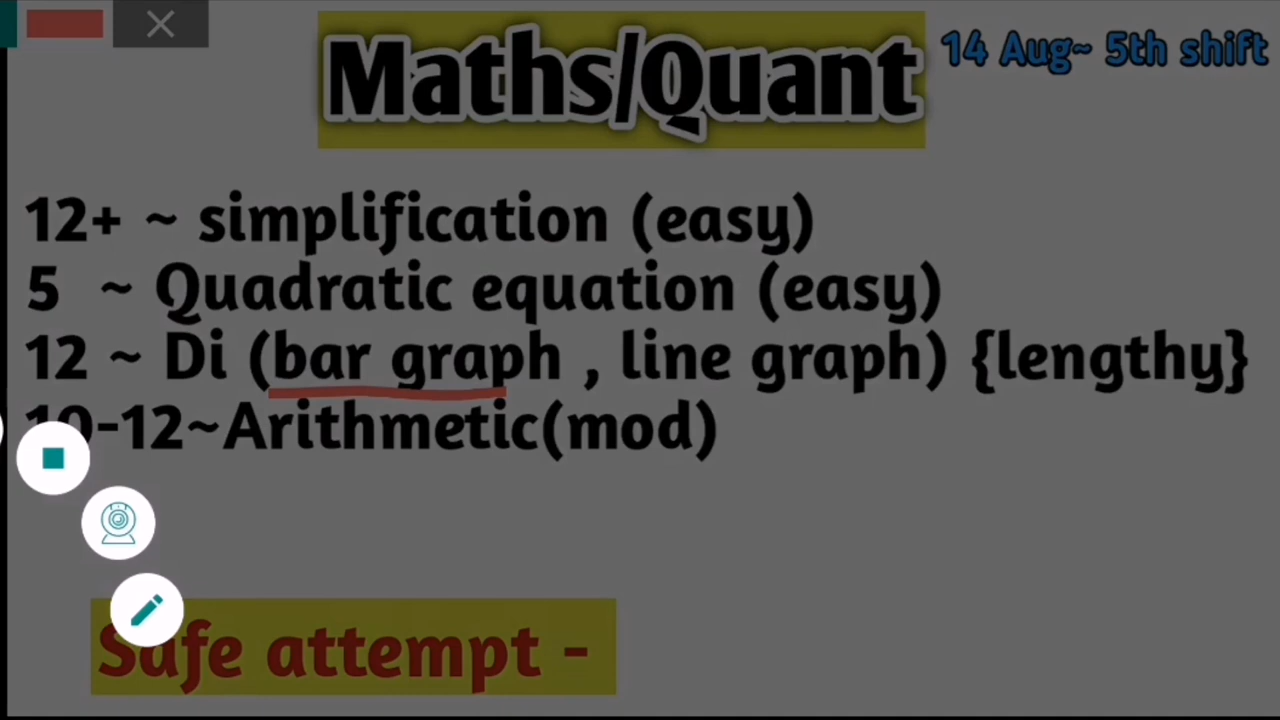 Maths/Quant
14 Aug~ 5th shift
12+ ~ simplification (easy)
5 ~ Quadratic equation (easy)
12 ~ Di (bar graph , line graph) {lengthy}
10-12~Arithmetic(mod)
Safe attempt -